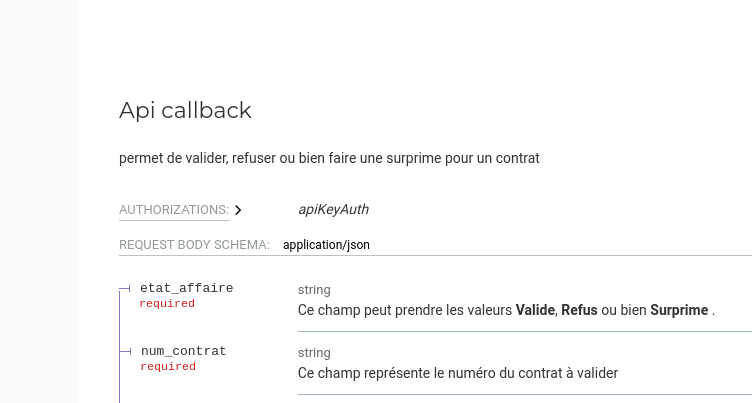 Api callback
permet de valider, refuser ou bien faire une surprime pour un contrat
AUTHORIZATIONS: apiKeyAuth
REQUEST BODY SCHEMA: application/json
etat_affaire string
required Ce champ peut prendre les valeurs Valide, Refus ou bien Surprime .
num_contrat string
required Ce champ représente le numéro du contrat à valider